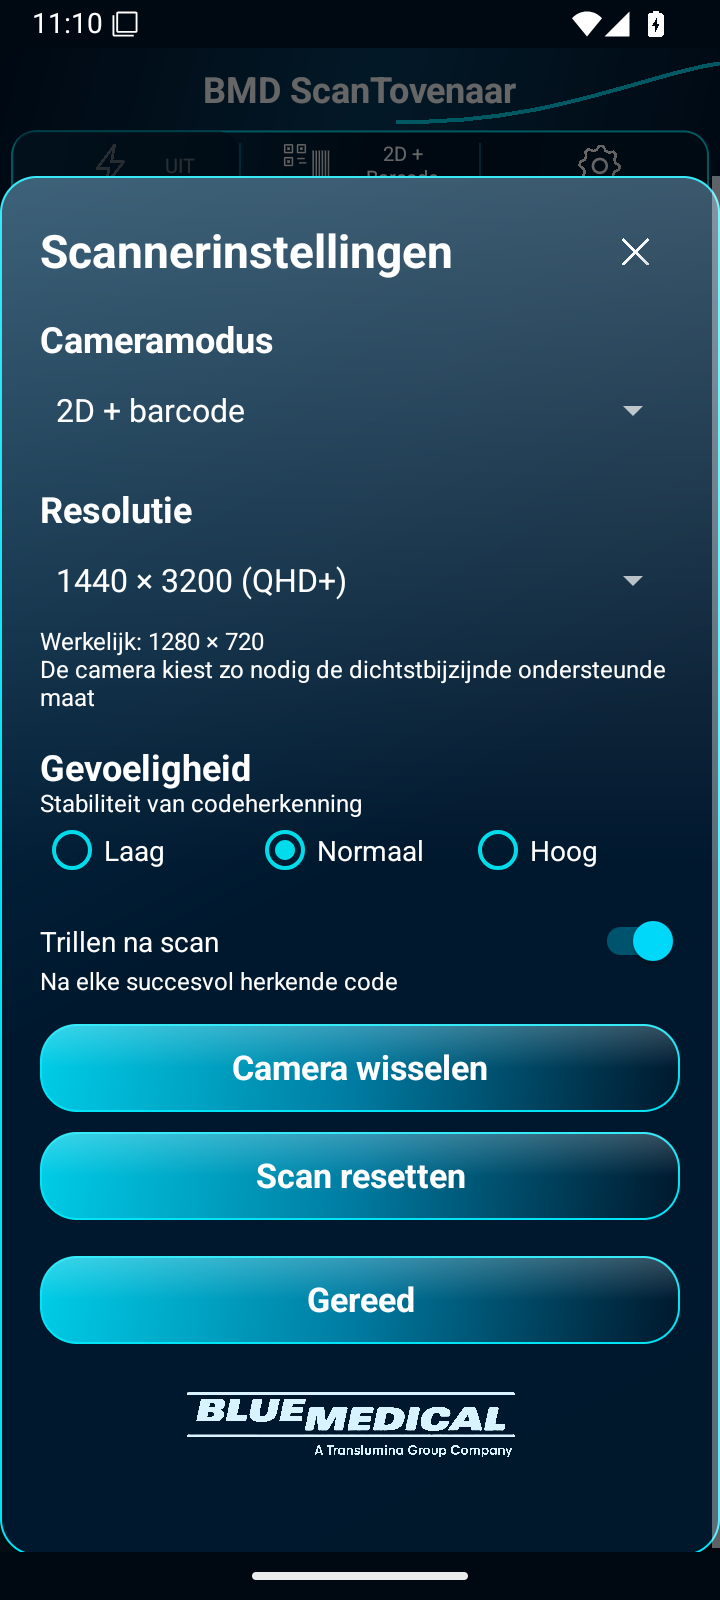 11:10
BMD ScanTovenaar
UIT
2D +
Barcode
Scannerinstellingen
Cameramodus
2D + barcode
Resolutie
1440 × 3200 (QHD+)
Werkelijk: 1280 × 720
De camera kiest zo nodig de dichtstbijzijnde ondersteunde
maat
Gevoeligheid
Stabiliteit van codeherkenning
Laag
Normaal
Hoog
Trillen na scan
Na elke succesvol herkende code
Camera wisselen
Scan resetten
Gereed
BLUEMEDICAL
A Translumina Group Company